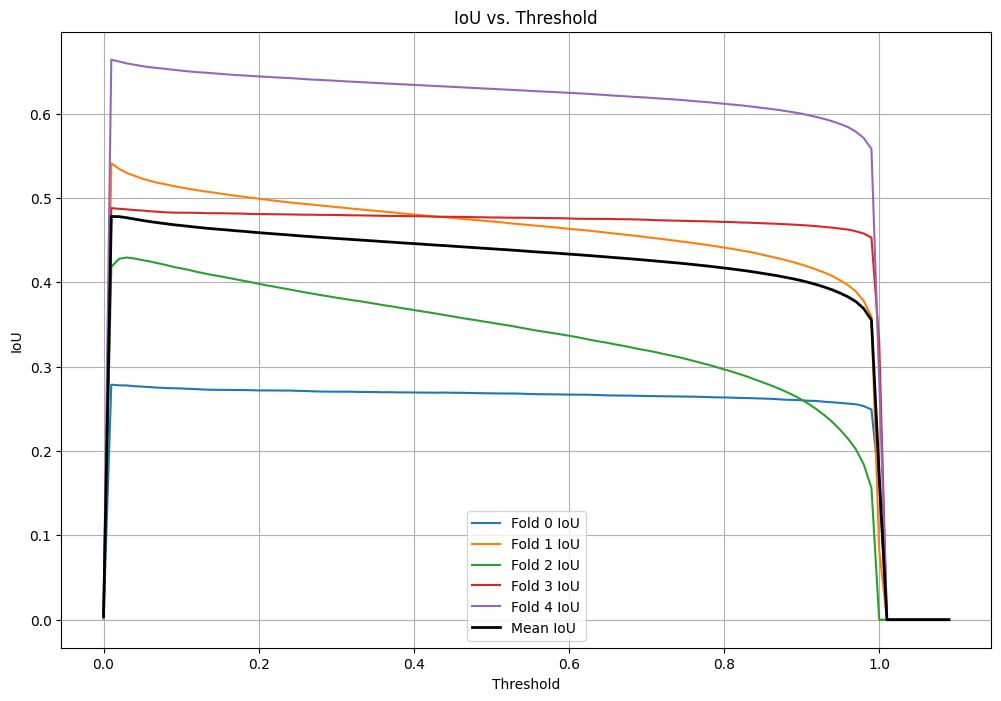 IoU vs. Threshold
IoU
0.6
0.5
0.4
0.3
0.2
0.1
0.0
0.0 0.2 0.4 0.6 0.8 1.0
Threshold
Fold 0 IoU
Fold 1 IoU
Fold 2 IoU
Fold 3 IoU
Fold 4 IoU
Mean IoU